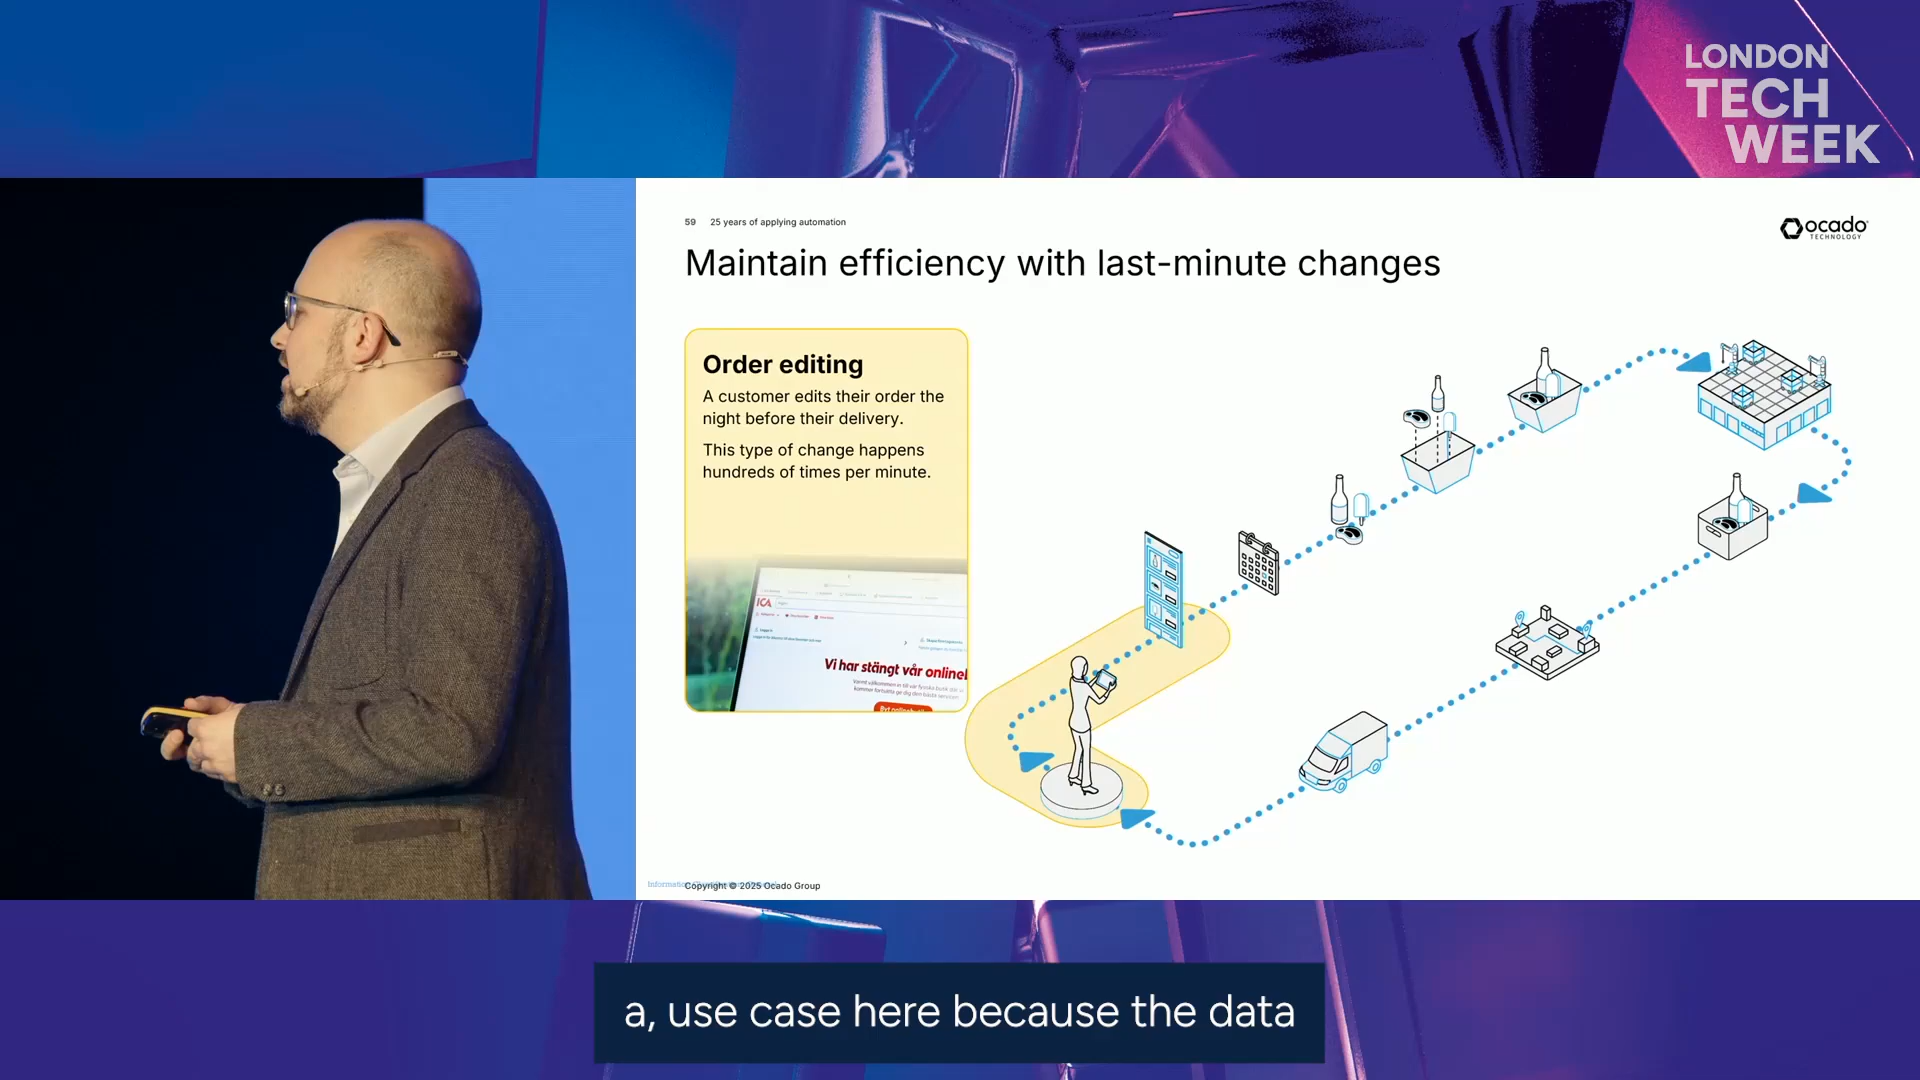 LONDON
TECH
WEEK
59 25 years of applying automation
ocado
TECHNOLOGY
Maintain efficiency with last-minute changes
Order editing
A customer edits their order the
night before their delivery.
This type of change happens
hundreds of times per minute.
ICA
Vi har stängt vår onlinel
Copyright © 2025 Ocado Group
a, use case here because the data